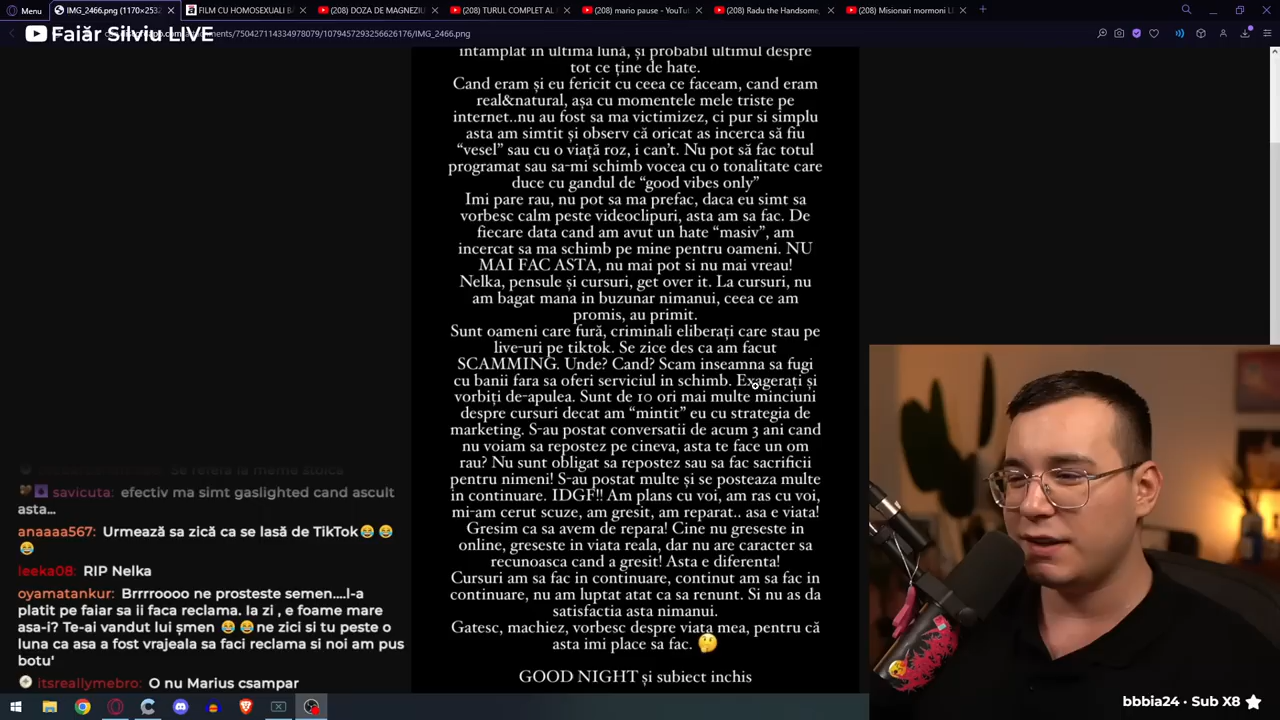 Menu
IMG_2466.png (1170×253
FILM CU HOMOSEXUALI B
(208) DOZA DE MAGNEZIU
(208) TURUL COMPLET AL
(208) mario pause - YouTu
(208) Radu the Handsome,
(208) Misionari mormoni L
Faiăr Sikiu LIVE
/750427114334978079/1079457293256626176/IMG_2466.png
intamplat in ultima lună, și probabil ultimul despre
tot ce ține de hate.
Cand eram și eu fericit cu ceea ce faceam, cand eram
real&natural, așa cu momentele mele triste pe
internet..nu au fost sa ma victimizez, ci pur si simplu
asta am simtit și observ că oricat as incerca să fiu
“vesel” sau cu o viață roz, i can’t. Nu pot să fac totul
programat sau sa-mi schimb vocea cu o tonalitate care
duce cu gandul de “good vibes only”
Imi pare rau, nu pot sa ma prefac, daca eu simt sa
vorbesc calm peste videoclipuri, asta am sa fac. De
fiecare data cand am avut un hate “masiv”, am
incercat sa ma schimb pe mine pentru oameni. NU
MAI FAC ASTA, nu mai pot si nu mai vreau!
Nelka, pensule și cursuri, get over it. La cursuri, nu
am bagat mana in buzunar nimanui, ceea ce am
promis, au primit.
Sunt oameni care fură, criminali eliberați care stau pe
live-uri pe tiktok. Se zice des ca am facut
SCAMMING. Unde? Cand? Scam inseamna sa fugi
cu banii fara sa oferi serviciul in schimb. Exagerați și
vorbiți de-apulea. Sunt de 10 ori mai multe minciuni
despre cursuri decat am “mintit” eu cu strategia de
marketing. S-au postat conversatii de acum 3 ani cand
nu voiam sa repostez pe cineva, asta te face un om
rau? Nu sunt obligat sa repostez sau sa fac sacrificii
pentru nimeni! S-au postat multe și se posteaza multe
in continuare. IDGF!! Am plans cu voi, am ras cu voi,
mi-am cerut scuze, am gresit, am reparat.. asa e viata!
Gresim ca sa avem de repara! Cine nu greseste in
online, greseste in viata reala, dar nu are caracter sa
recunoasca cand a gresit! Asta e diferenta!
Cursuri am sa fac in continuare, continut am sa fac in
continuare, nu am luptat atat ca sa renunt. Si nu as da
satisfactia asta nimanui.
Gatesc, machiez, vorbesc despre viața mea, pentru că
asta imi place sa fac. 🤔
GOOD NIGHT și subiect inchis
Se refera la mame stoica
savicuta: efectiv ma simt gaslighted cand ascult
asta...
anaaaa567: Urmează sa zică ca se lasă de TikTok😂😂
😂
leeka08: RIP Nelka
oyamatankur: Brrrroooo ne prosteste semen....l-a
platit pe faiar sa ii faca reclama. Ia zi , e foame mare
asa-i? Te-ai vandut lui șmen 😂😂ne zici si tu peste o
luna ca asa a fost vrajeala sa faci reclama si noi am pus
botu'
itsreallymebro: O nu Marius csampar
bbbia24 · Sub X8